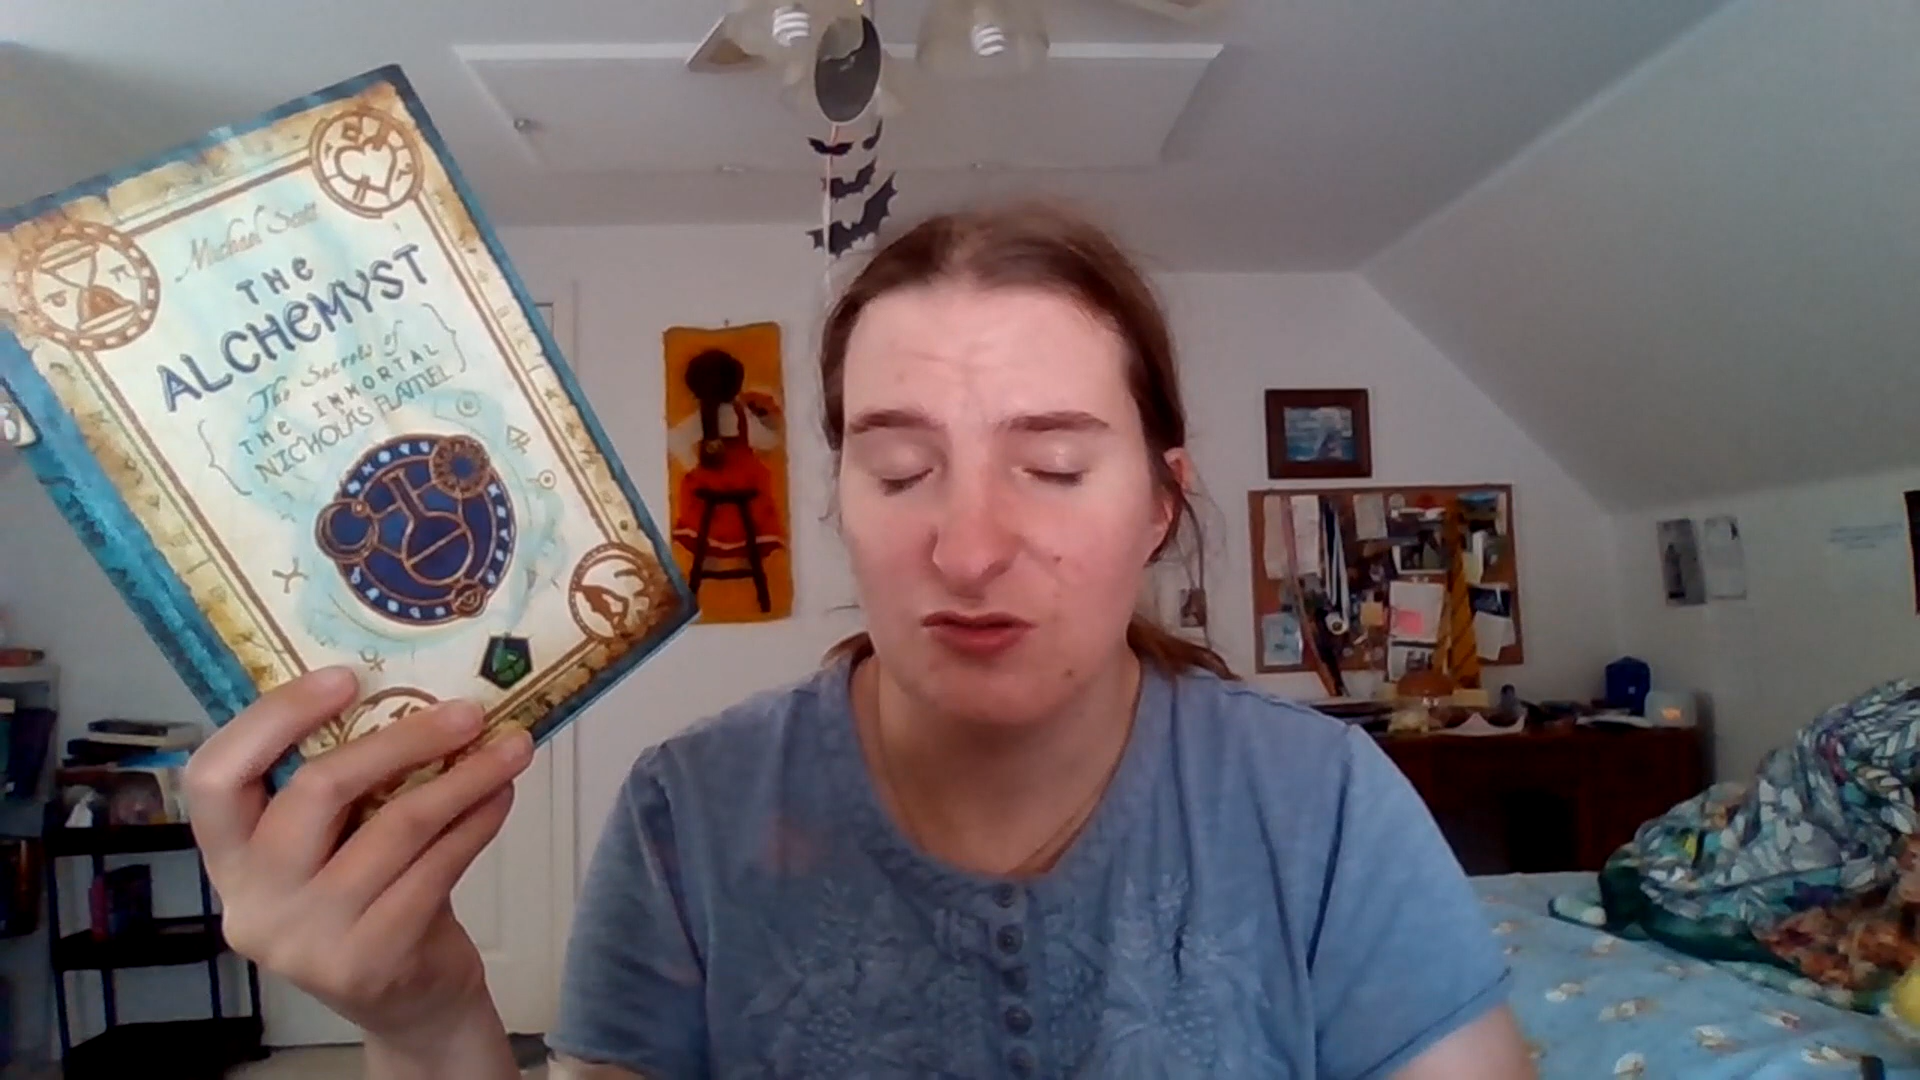 Michael Scott
THE
ALCHEMYST
The Secrets of
THE IMMORTAL
NICHOLAS FLAMEL